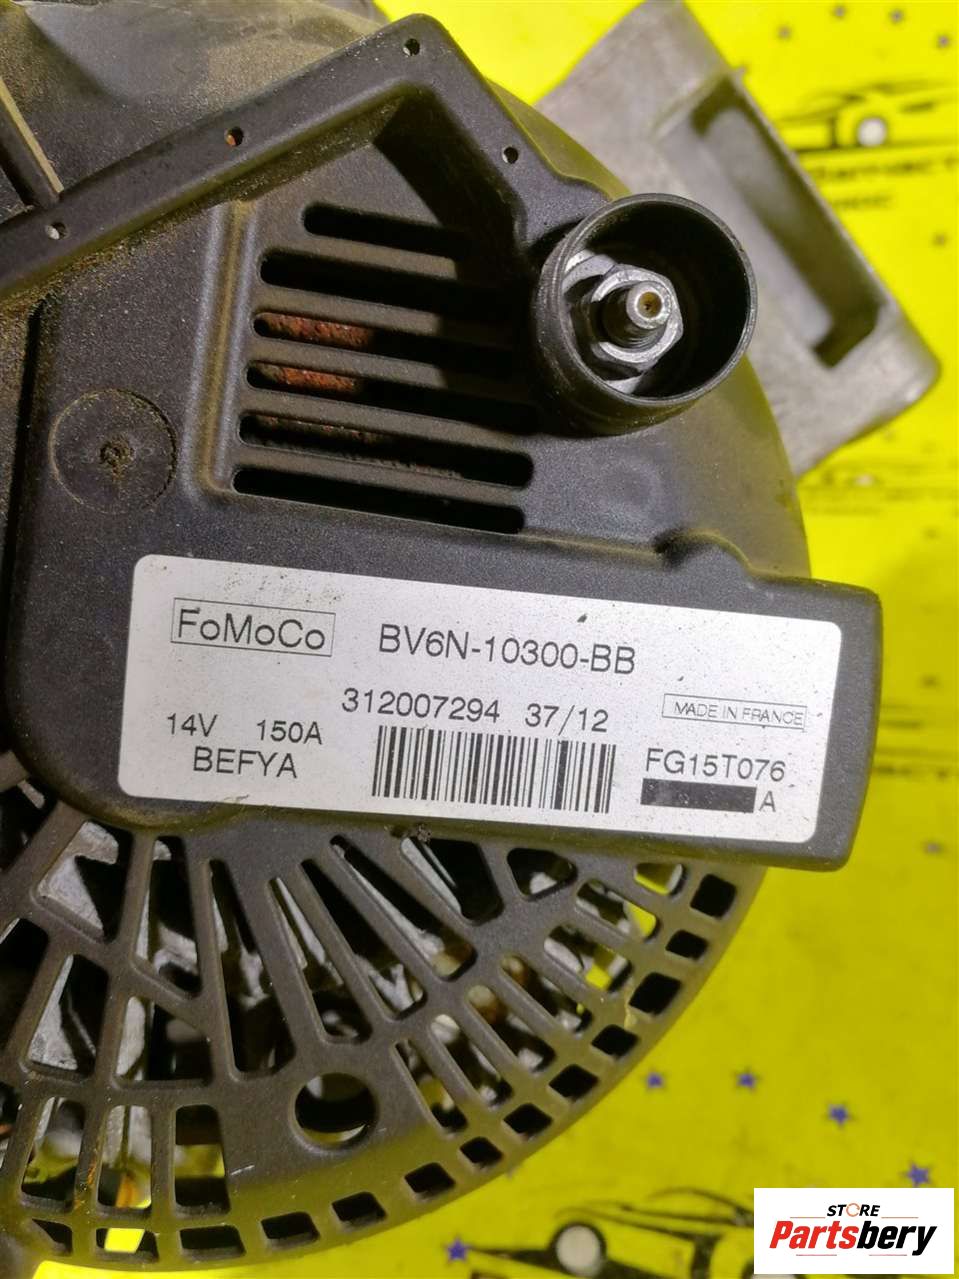 FoMoCo BV6N-10300-BB
312007294 37/12 MADE IN FRANCE
14V 150A
BEFYA FG15T076
A
STORE
Partsbery